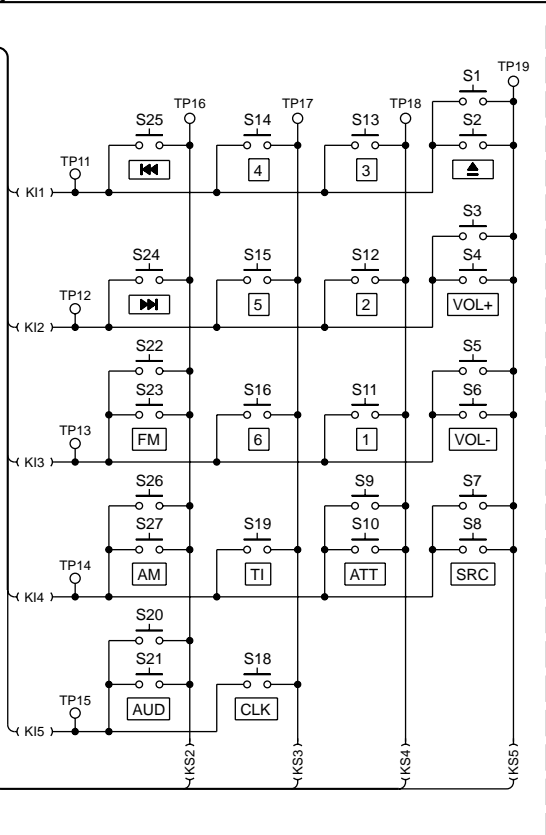 S1
TP19
S25
TP16
S14
TP17
S13
TP18
S2
TP11
4
3
KI1
S3
S24
S15
S12
S4
TP12
5
2
VOL+
KI2
S22
S5
S23
S16
S11
S6
TP13
FM
6
1
VOL-
KI3
S26
S9
S7
S27
S19
S10
S8
TP14
AM
TI
ATT
SRC
KI4
S20
S21
S18
TP15
AUD
CLK
KI5
KS2
KS3
KS4
KS5